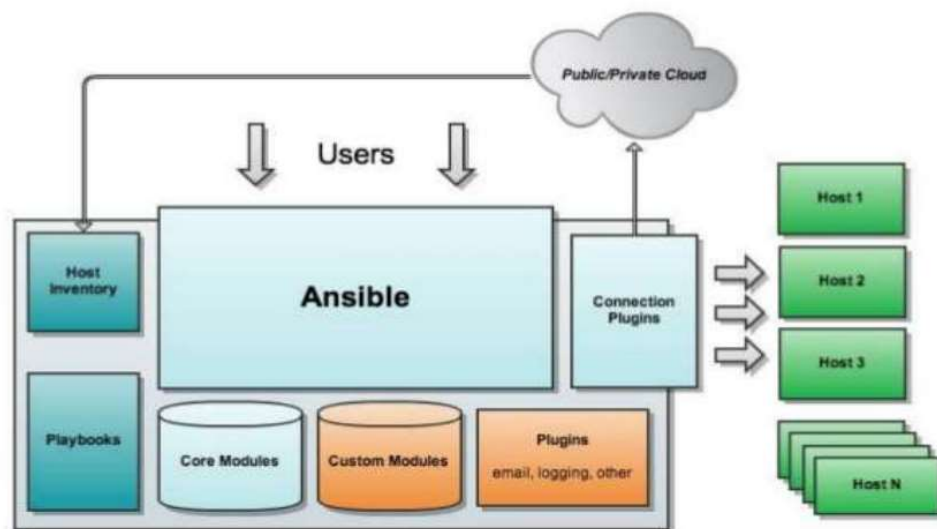 Public/Private Cloud
Users
Host 1
Host
Inventory
Ansible
Connection
Plugins
Host 2
Host 3
Playbooks
Core Modules
Custom Modules
Plugins
email, logging, other
Host N